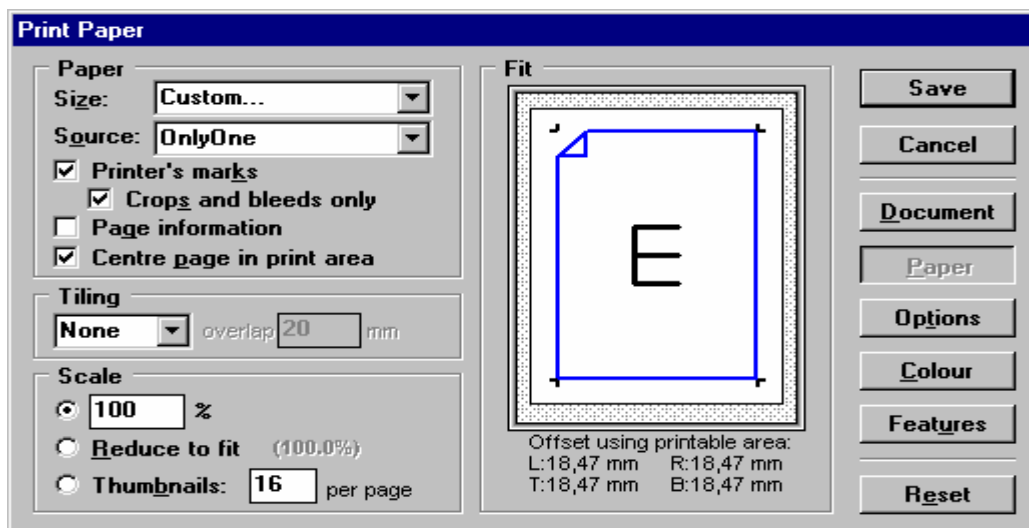 Print Paper
Paper
Size: Custom...
Source: OnlyOne
Printer's marks
Crops and bleeds only
Page information
Centre page in print area
Tiling
None overlap 20 mm
Scale
100 %
Reduce to fit (100.0%)
Thumbnails: 16 per page
Fit
E
Offset using printable area:
L:18,47 mm R:18,47 mm
T:18,47 mm B:18,47 mm
Save
Cancel
Document
Paper
Options
Colour
Features
Reset